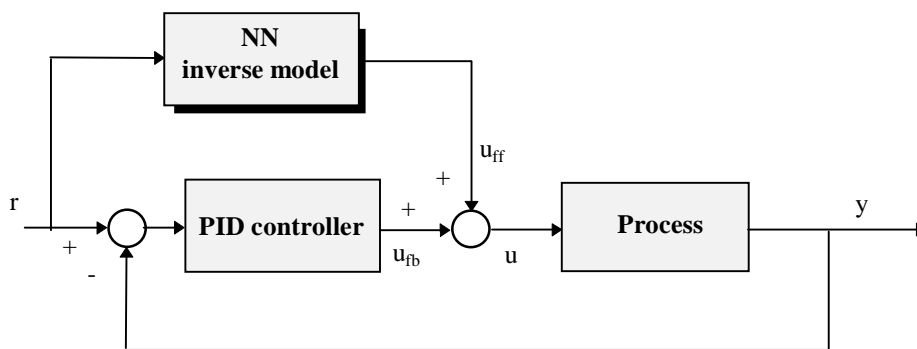 NN
inverse model
u_ff
+
r
+
PID controller
+
u_fb
u
Process
y
-